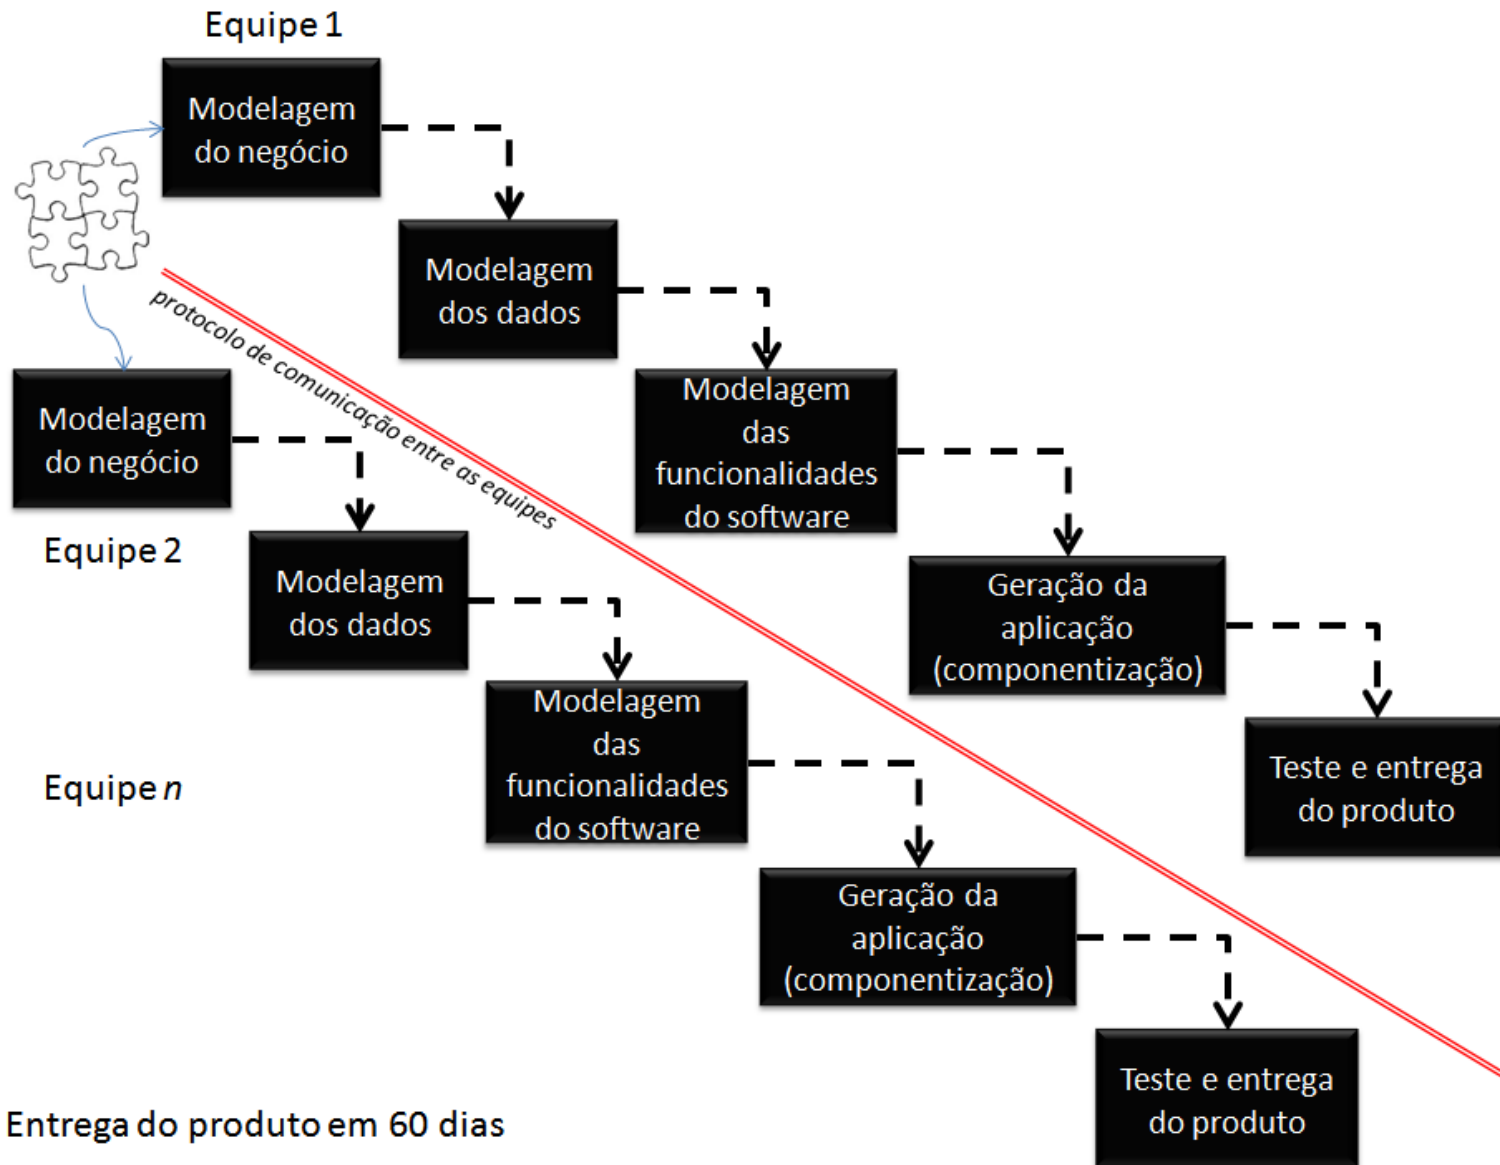 Equipe 1
Modelagem
do negócio
Modelagem
dos dados
Modelagem
das
funcionalidades
do software
Geração da
aplicação
(componentização)
Teste e entrega
do produto
protocolo de comunicação entre as equipes
Modelagem
do negócio
Equipe 2
Modelagem
dos dados
Modelagem
das
funcionalidades
do software
Equipe n
Geração da
aplicação
(componentização)
Teste e entrega
do produto
Entrega do produto em 60 dias